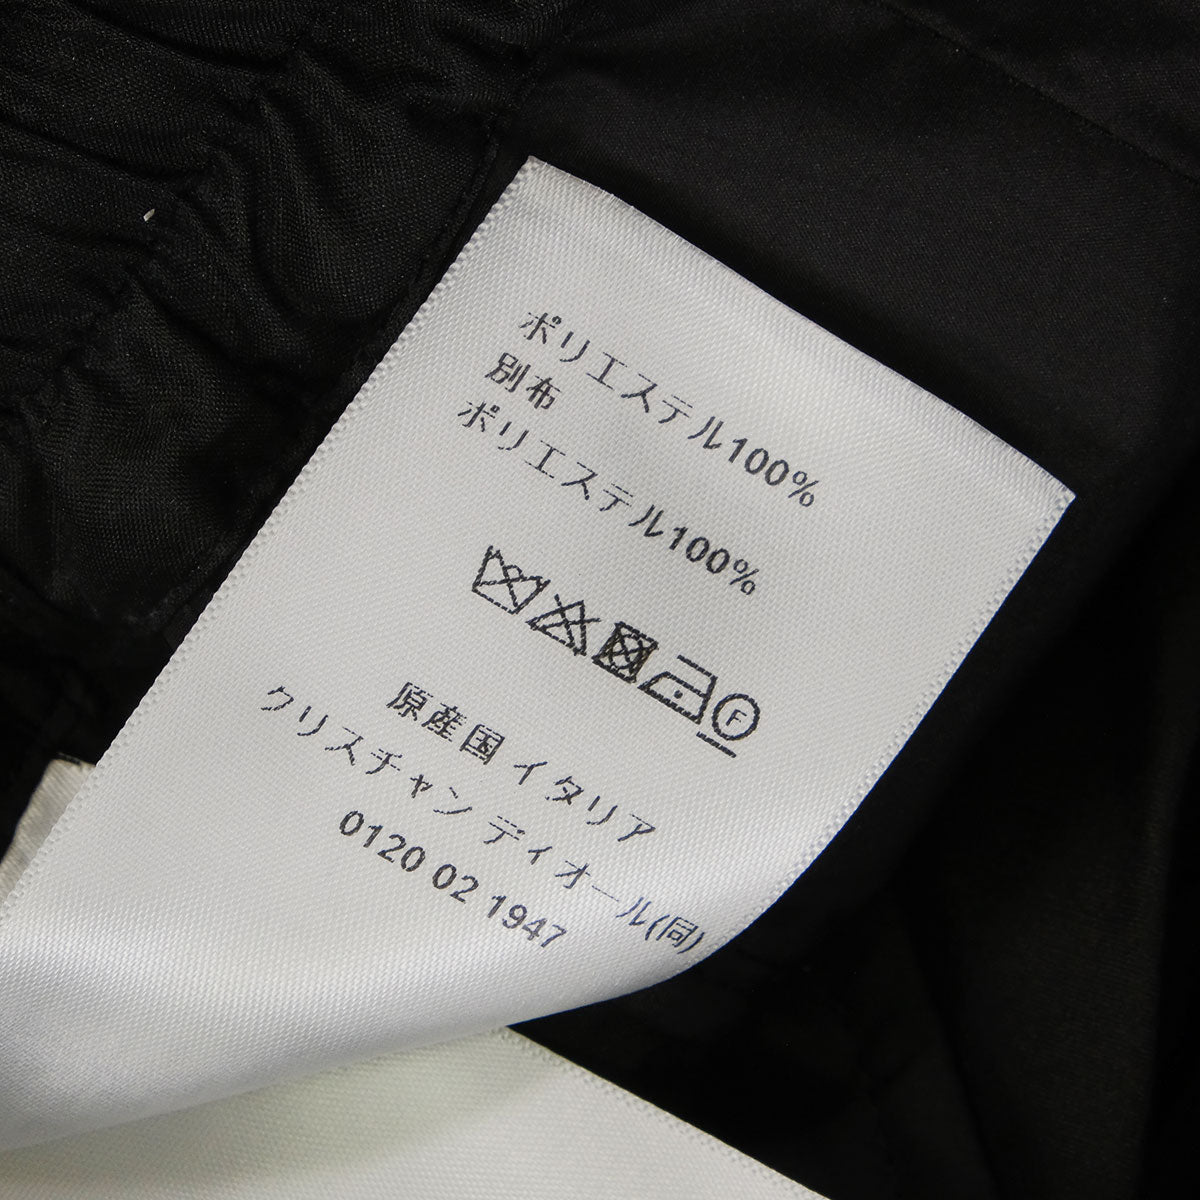 ポリエステル100%
別布
ポリエステル100%
F
原産国 イタリア
クリスチャン ディオール(同)
0120 02 1947